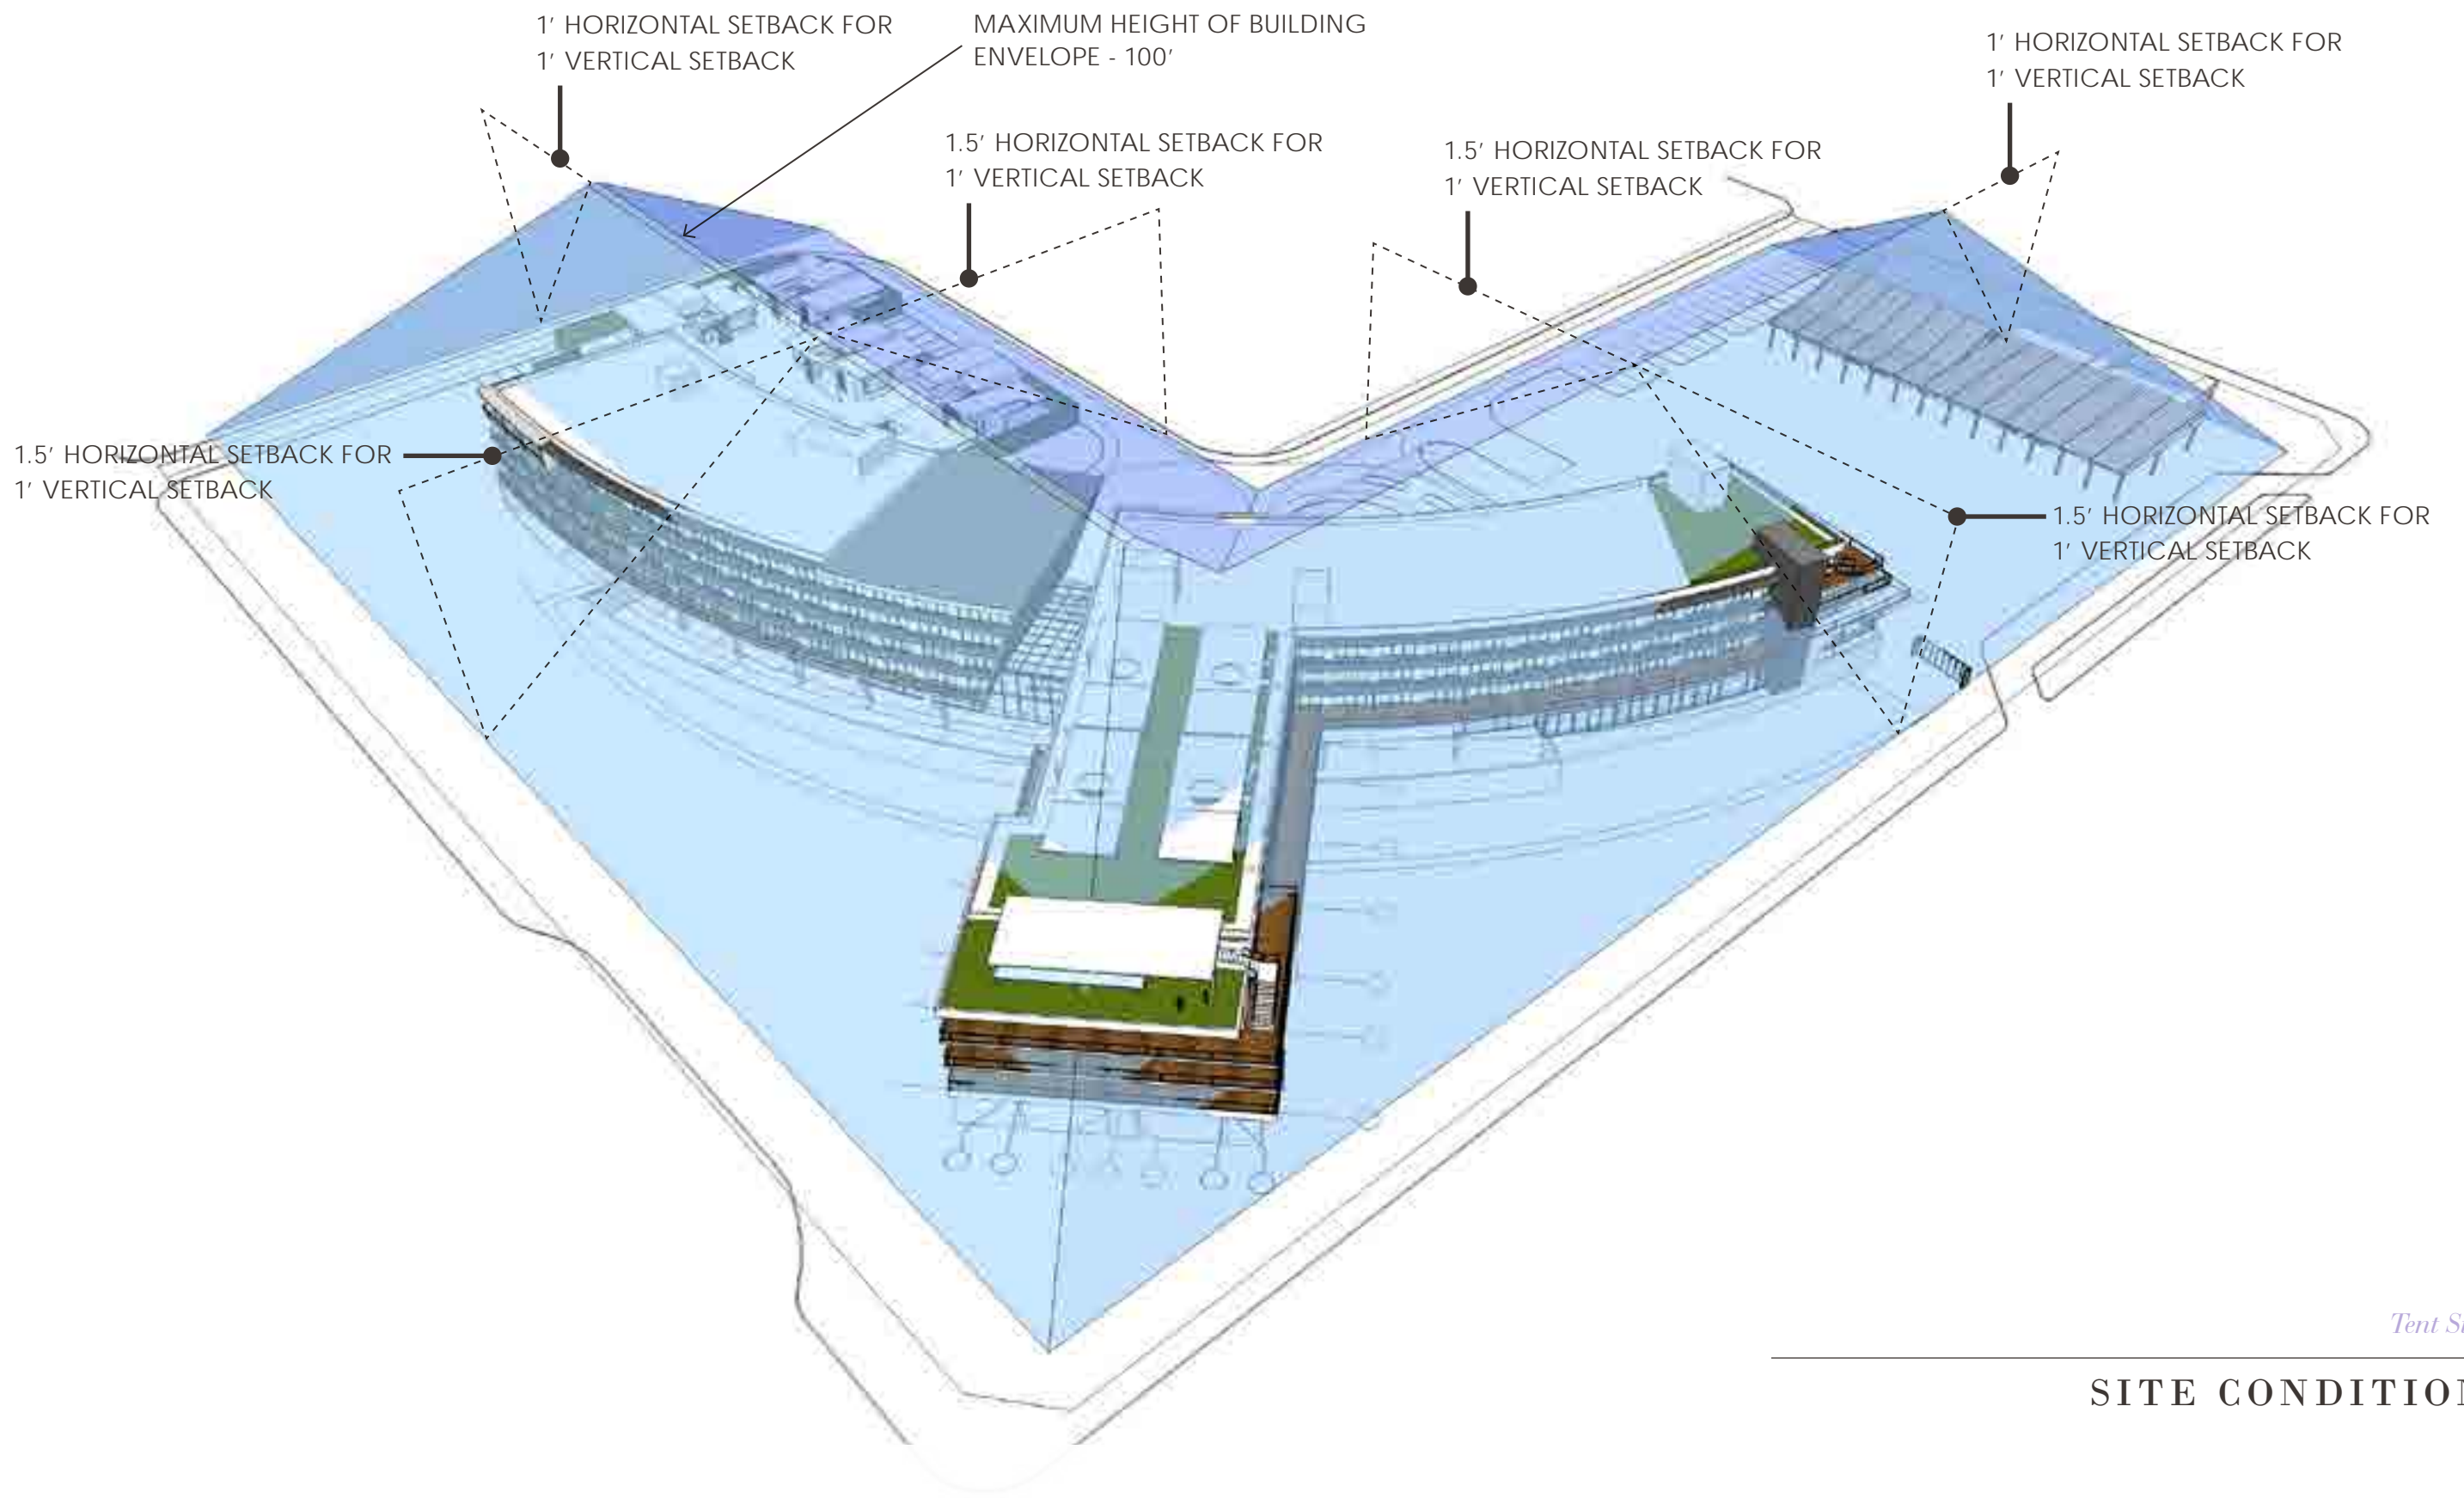 1' HORIZONTAL SETBACK FOR
1' VERTICAL SETBACK
MAXIMUM HEIGHT OF BUILDING
ENVELOPE - 100'
1' HORIZONTAL SETBACK FOR
1' VERTICAL SETBACK
1.5' HORIZONTAL SETBACK FOR
1' VERTICAL SETBACK
1.5' HORIZONTAL SETBACK FOR
1' VERTICAL SETBACK
1.5' HORIZONTAL SETBACK FOR
1' VERTICAL SETBACK
1.5' HORIZONTAL SETBACK FOR
1' VERTICAL SETBACK
Tent
SITE